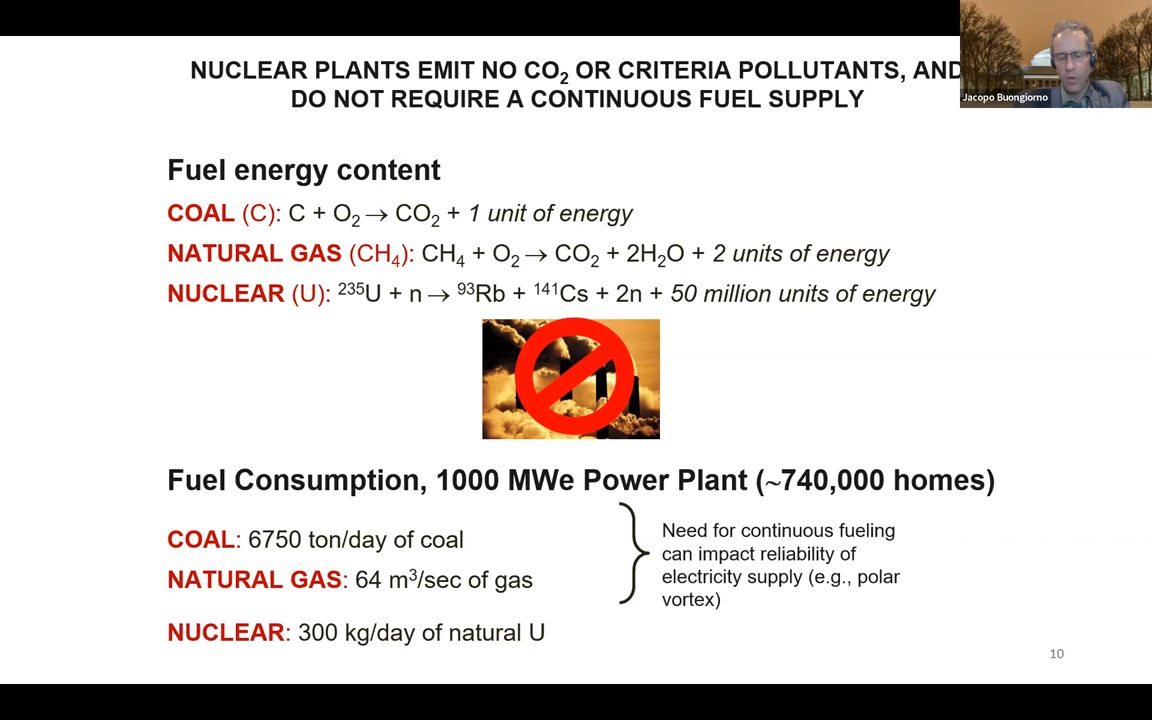 NUCLEAR PLANTS EMIT NO CO₂ OR CRITERIA POLLUTANTS, AND
DO NOT REQUIRE A CONTINUOUS FUEL SUPPLY
Jacopo Buongiorno
Fuel energy content
COAL (C): C + O₂ → CO₂ + 1 unit of energy
NATURAL GAS (CH₄): CH₄ + O₂ → CO₂ + 2H₂O + 2 units of energy
NUCLEAR (U): ²³⁵U + n → ⁹³Rb + ¹⁴¹Cs + 2n + 50 million units of energy
Fuel Consumption, 1000 MWe Power Plant (~740,000 homes)
COAL: 6750 ton/day of coal
NATURAL GAS: 64 m³/sec of gas
Need for continuous fueling
can impact reliability of
electricity supply (e.g., polar
vortex)
NUCLEAR: 300 kg/day of natural U
10